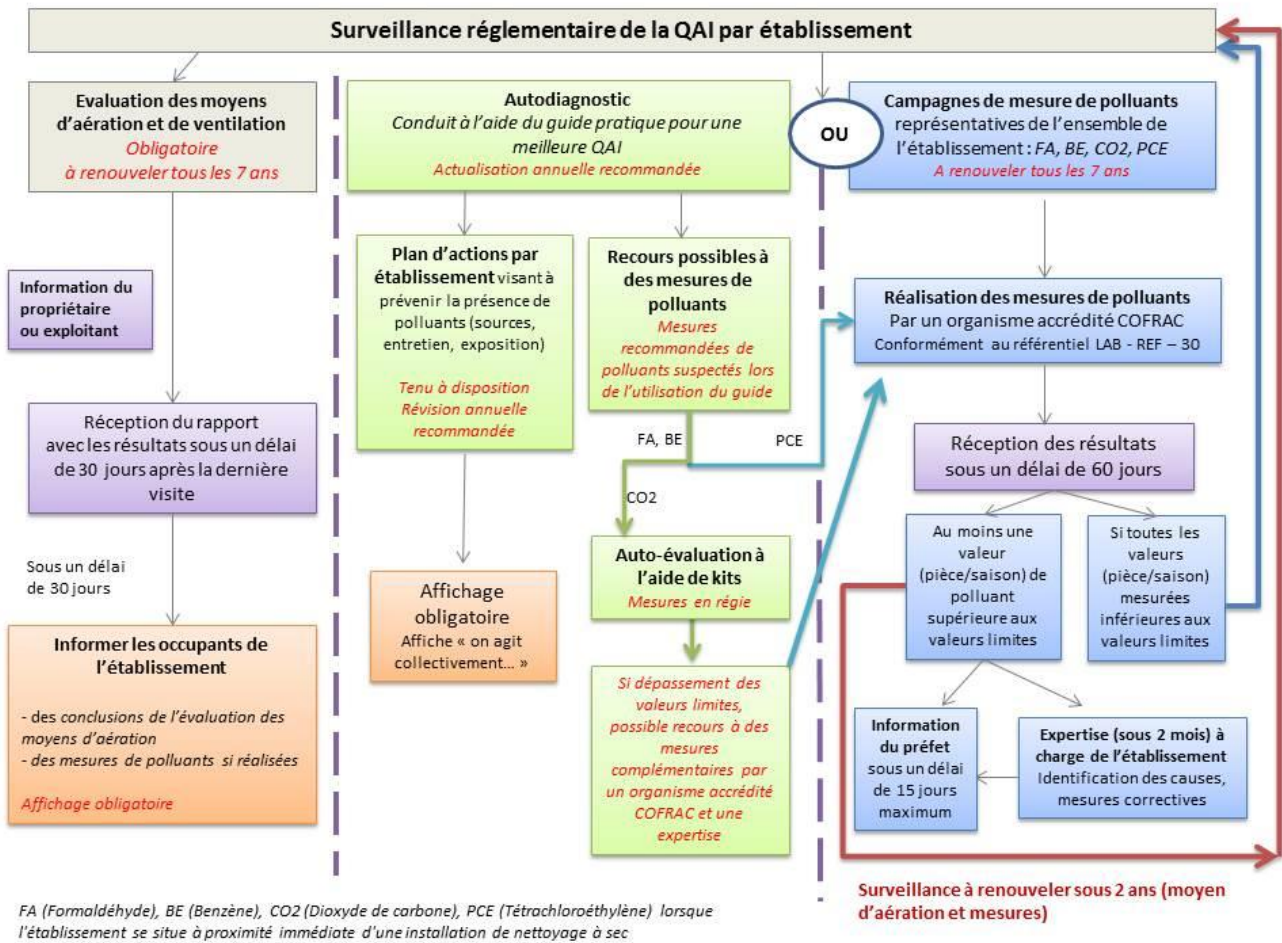 Surveillance réglementaire de la QAI par établissement
Evaluation des moyens
d’aération et de ventilation
Obligatoire
à renouveler tous les 7 ans
Information du
propriétaire
ou exploitant
Réception du rapport
avec les résultats sous un délai
de 30 jours après la dernière
visite
Sous un délai
de 30 jours
Informer les occupants de
l’établissement
- des conclusions de l’évaluation des
moyens d’aération
- des mesures de polluants si réalisées
Affichage obligatoire
Autodiagnostic
Conduit à l’aide du guide pratique pour une
meilleure QAI
Actualisation annuelle recommandée
Plan d’actions par
établissement visant à
prévenir la présence de
polluants (sources,
entretien, exposition)
Tenu à disposition
Révision annuelle
recommandée
Affichage
obligatoire
Affiche « on agit
collectivement... »
Recours possibles à
des mesures de
polluants
Mesures
recommandées de
polluants suspectés lors
de l’utilisation du guide
FA, BE
PCE
CO2
Auto-évaluation à
l’aide de kits
Mesures en régie
Si dépassement des
valeurs limites,
possible recours à des
mesures
complémentaires par
un organisme accrédité
COFRAC et une
expertise
OU
Campagnes de mesure de polluants
représentatives de l’ensemble de
l’établissement : FA, BE, CO2, PCE
A renouveler tous les 7 ans
Réalisation des mesures de polluants
Par un organisme accrédité COFRAC
Conformément au référentiel LAB - REF – 30
Réception des résultats
sous un délai de 60 jours
Au moins une
valeur
(pièce/saison) de
polluant
supérieure aux
valeurs limites
Si toutes les
valeurs
(pièce/saison)
mesurées
inférieures aux
valeurs limites
Information
du préfet
sous un délai
de 15 jours
maximum
Expertise (sous 2 mois) à
charge de l’établissement
Identification des causes,
mesures correctives
Surveillance à renouveler sous 2 ans (moyen
d’aération et mesures)
FA (Formaldéhyde), BE (Benzène), CO2 (Dioxyde de carbone), PCE (Tétrachloroéthylène) lorsque
l'établissement se situe à proximité immédiate d'une installation de nettoyage à sec